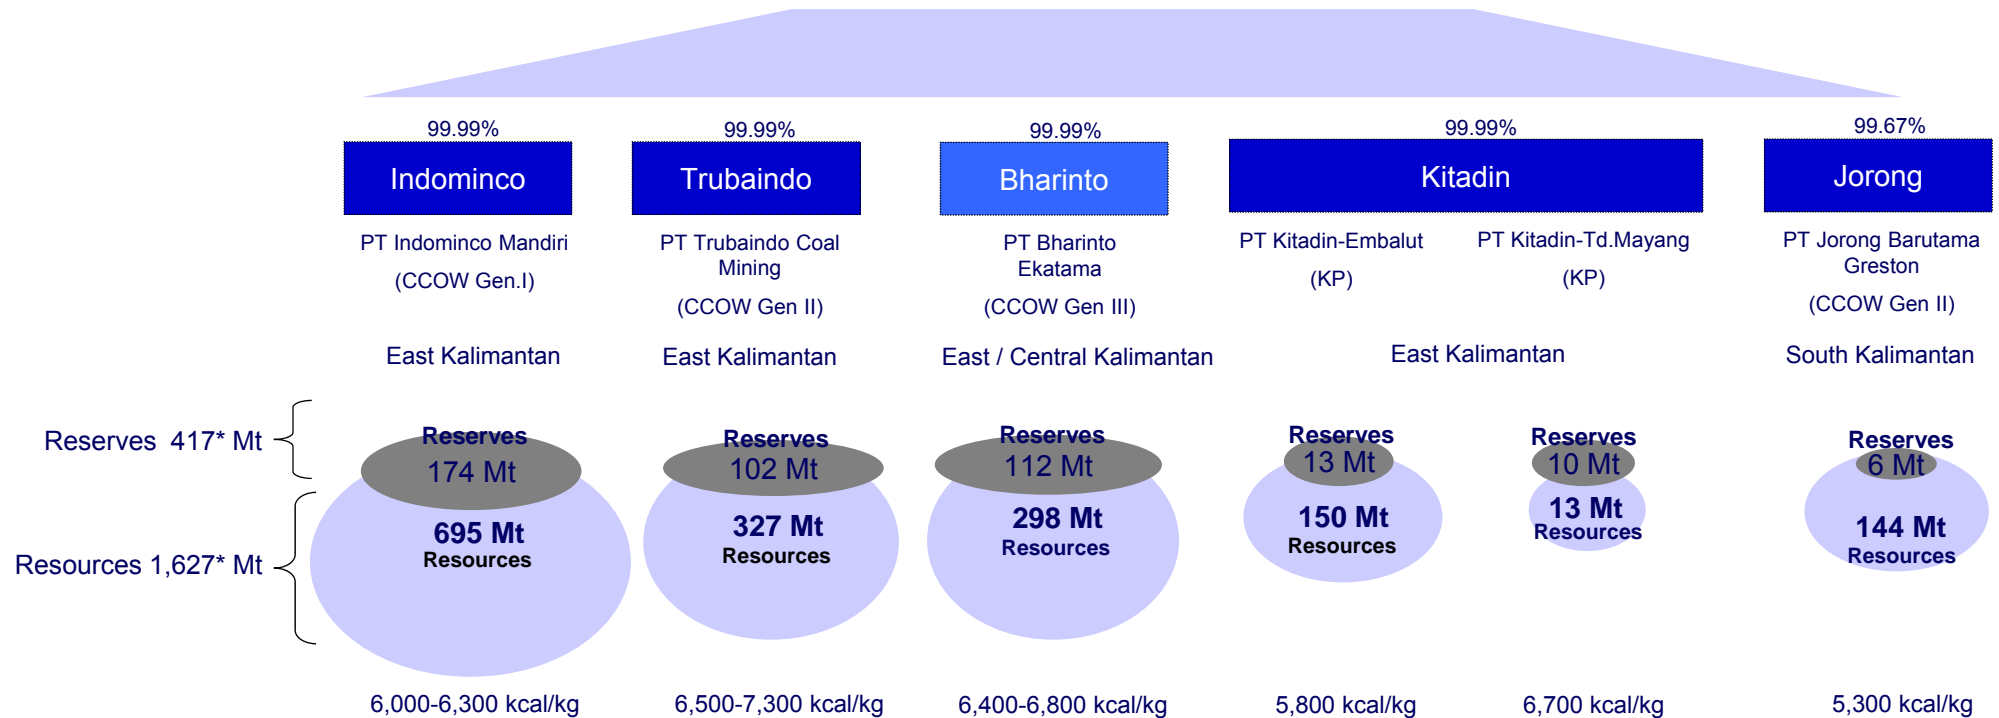 99.99%
99.99%
99.99%
99.99%
99.67%
Indominco
Trubaindo
Bharinto
Kitadin
Jorong
PT Indominco Mandiri
(CCOW Gen.I)
PT Trubaindo Coal
Mining
(CCOW Gen II)
PT Bharinto
Ekatama
(CCOW Gen III)
PT Kitadin-Embalut
(KP)
PT Kitadin-Td.Mayang
(KP)
PT Jorong Barutama
Greston
(CCOW Gen II)
East Kalimantan
East Kalimantan
East / Central Kalimantan
East Kalimantan
South Kalimantan
Reserves 417* Mt
Reserves
174 Mt
Reserves
102 Mt
Reserves
112 Mt
Reserves
13 Mt
Reserves
10 Mt
Reserves
6 Mt
Resources 1,627* Mt
695 Mt
Resources
327 Mt
Resources
298 Mt
Resources
150 Mt
Resources
13 Mt
Resources
144 Mt
Resources
6,000-6,300 kcal/kg
6,500-7,300 kcal/kg
6,400-6,800 kcal/kg
5,800 kcal/kg
6,700 kcal/kg
5,300 kcal/kg